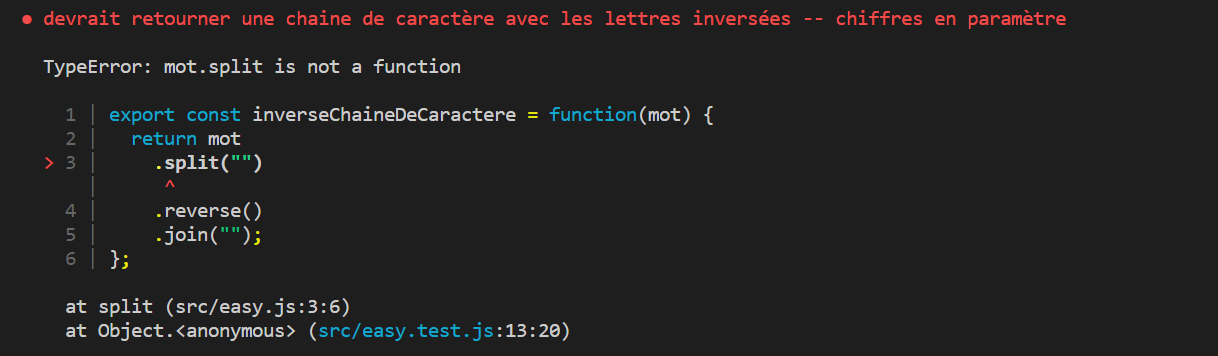 ● devrait retourner une chaine de caractère avec les lettres inversées -- chiffres en paramètre
TypeError: mot.split is not a function
1 | export const inverseChaineDeCaractere = function(mot) {
2 |   return mot
> 3 |     .split("")
|      ^
4 |     .reverse()
5 |     .join("");
6 | };
at split (src/easy.js:3:6)
at Object.<anonymous> (src/easy.test.js:13:20)